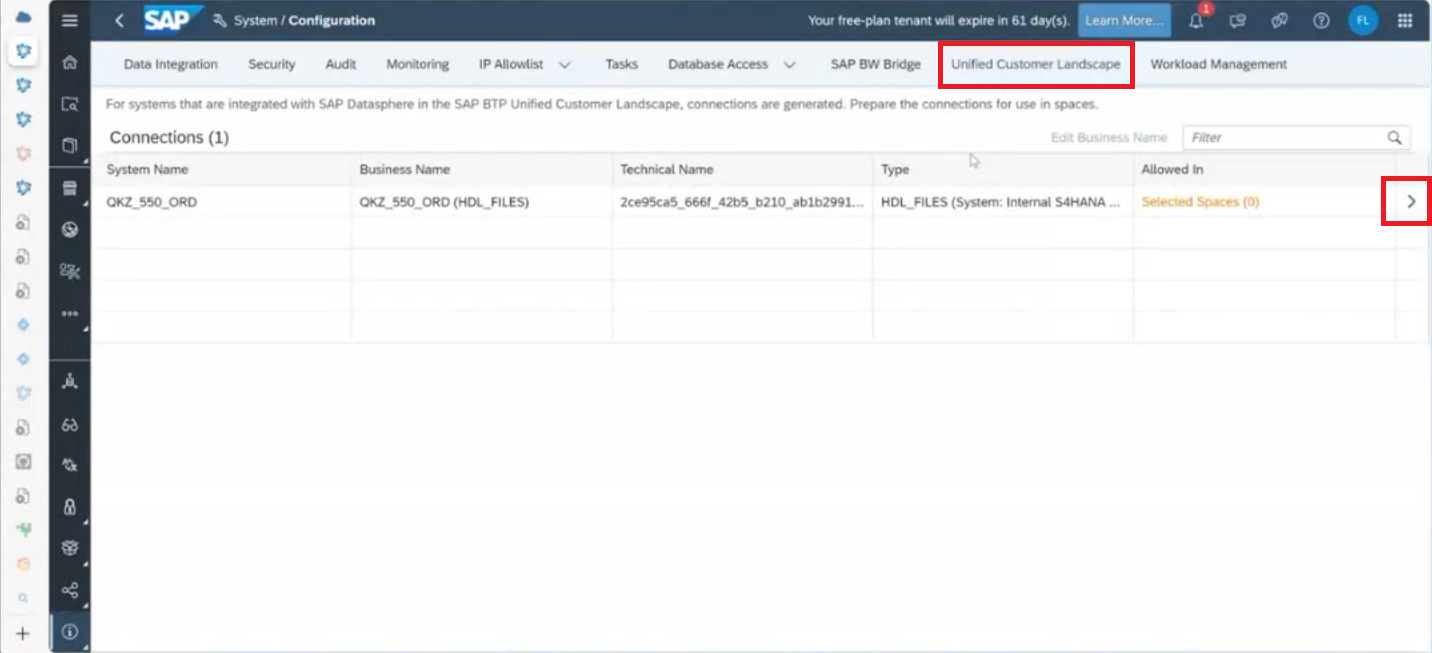 SAP System / Configuration Your free-plan tenant will expire in 61 day(s). Learn More... 1 FL
Data Integration Security Audit Monitoring IP Allowlist Tasks Database Access SAP BW Bridge Unified Customer Landscape Workload Management
For systems that are integrated with SAP Datasphere in the SAP BTP Unified Customer Landscape, connections are generated. Prepare the connections for use in spaces.
Connections (1) Edit Business Name Filter
System Name Business Name Technical Name Type Allowed In
QKZ_550_ORD QKZ_550_ORD (HDL_FILES) 2ce95ca5_666f_42b5_b210_ab1b2991... HDL_FILES (System: Internal S4HANA ... Selected Spaces (0)